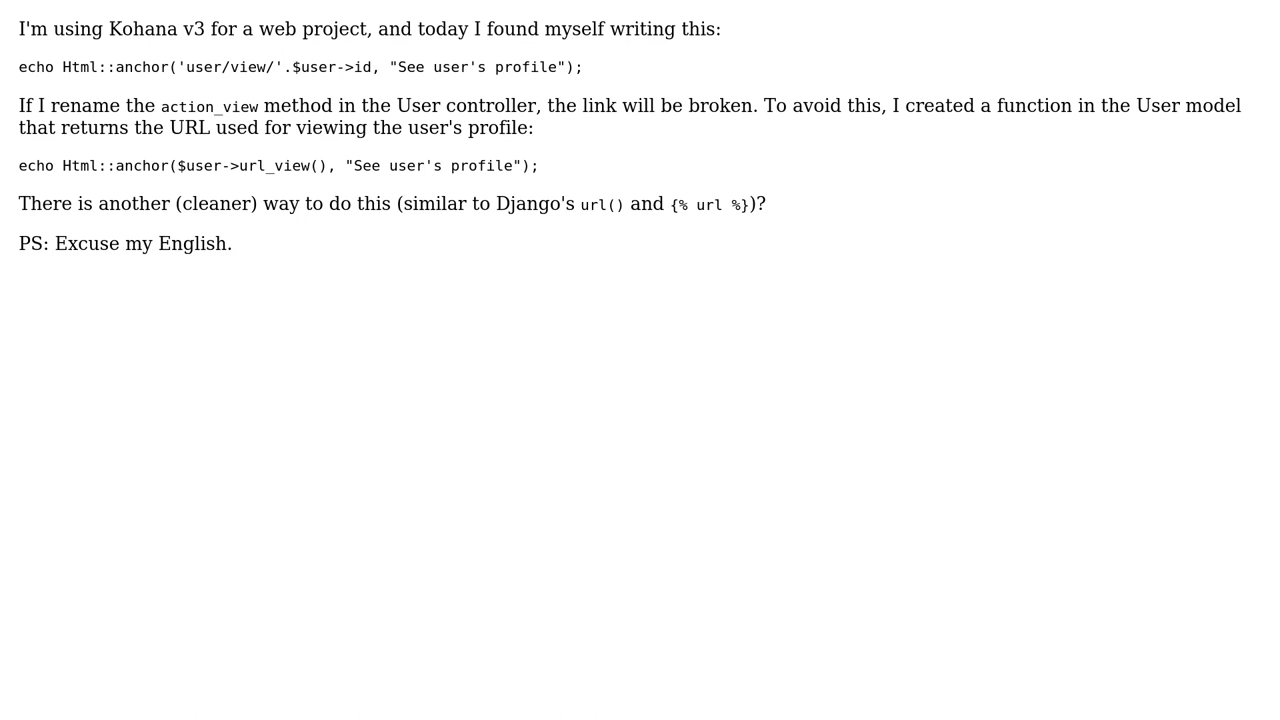 I'm using Kohana v3 for a web project, and today I found myself writing this:
echo Html::anchor('user/view/'.$user->id, "See user's profile");
If I rename the action_view method in the User controller, the link will be broken. To avoid this, I created a function in the User model
that returns the URL used for viewing the user's profile:
echo Html::anchor($user->url_view(), "See user's profile");
There is another (cleaner) way to do this (similar to Django's url() and {% url %})?
PS: Excuse my English.